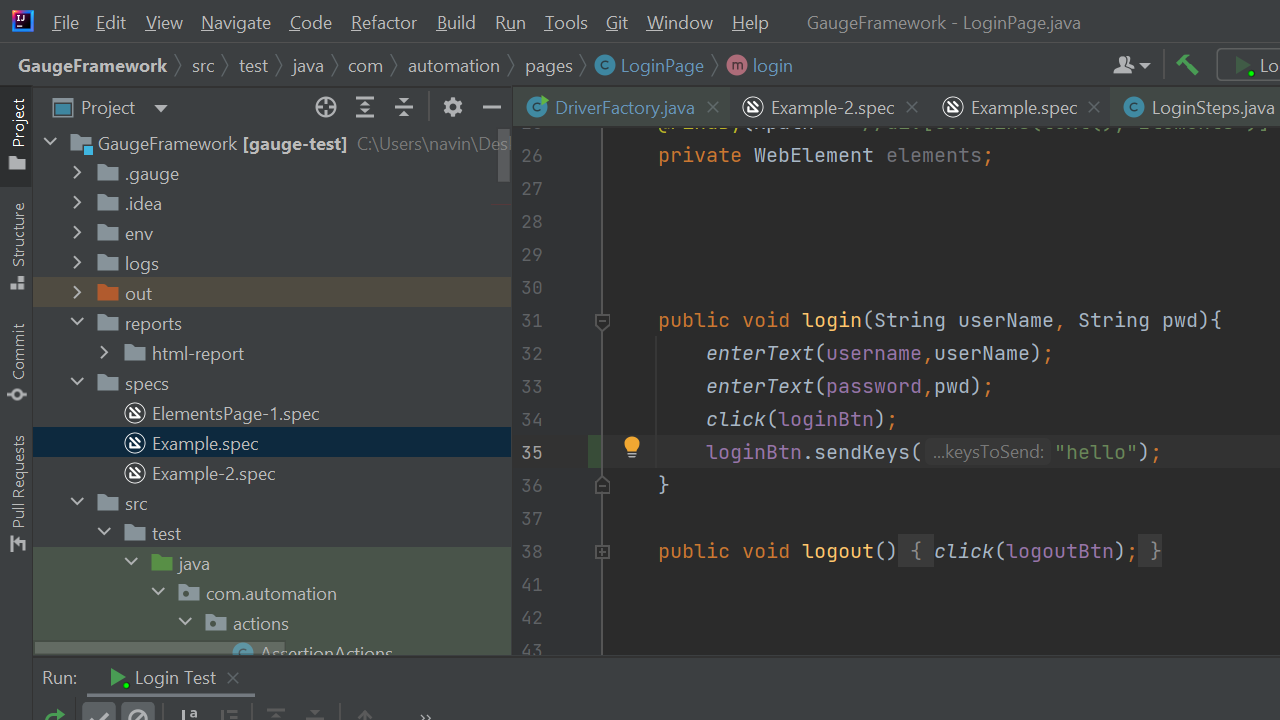 File Edit View Navigate Code Refactor Build Run Tools Git Window Help GaugeFramework - LoginPage.java
GaugeFramework src test java com automation pages LoginPage login
Project
DriverFactory.java Example-2.spec Example.spec LoginSteps.java
Project
Structure
Commit
Pull Requests
GaugeFramework [gauge-test] C:\Users\navin\Des
.gauge
.idea
env
logs
out
reports
html-report
specs
ElementsPage-1.spec
Example.spec
Example-2.spec
src
test
java
com.automation
actions
AssertionActions
26 private WebElement elements;
27
28
29
30
31 public void login(String userName, String pwd){
32 enterText(username,userName);
33 enterText(password,pwd);
34 click(loginBtn);
35 loginBtn.sendKeys( ...keysToSend: "hello");
36 }
37
38 public void logout() { click(logoutBtn); }
41
42
43
Run: Login Test